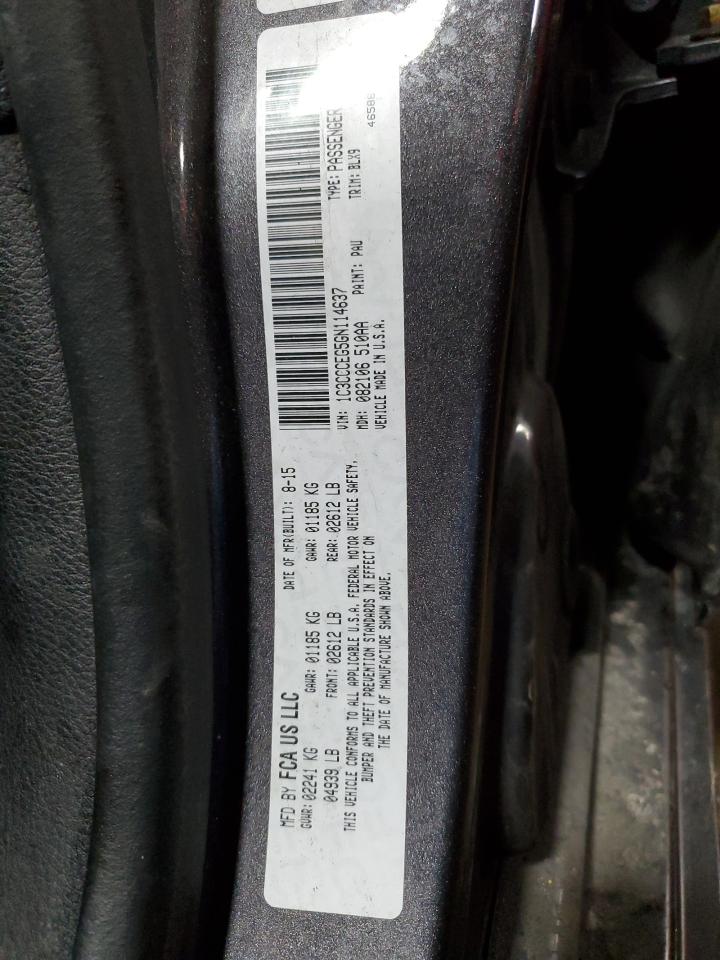 MFD BY FCA US LLC
DATE OF MFR(BUILT): 8-15
GVWR: 02241 KG
GAWR: 01185 KG
GAWR: 01185 KG
04939 LB
FRONT: 02612 LB
REAR: 02612 LB
THIS VEHICLE CONFORMS TO ALL APPLICABLE U.S.A. FEDERAL MOTOR VEHICLE SAFETY,
BUMPER AND THEFT PREVENTION STANDARDS IN EFFECT ON
THE DATE OF MANUFACTURE SHOWN ABOVE.
VIN: 1C3CCCEG5GN114637
TYPE: PASSENGER
MDH: 082106 510AA
PAINT: PAU
TRIM: BLX9
VEHICLE MADE IN U.S.A.